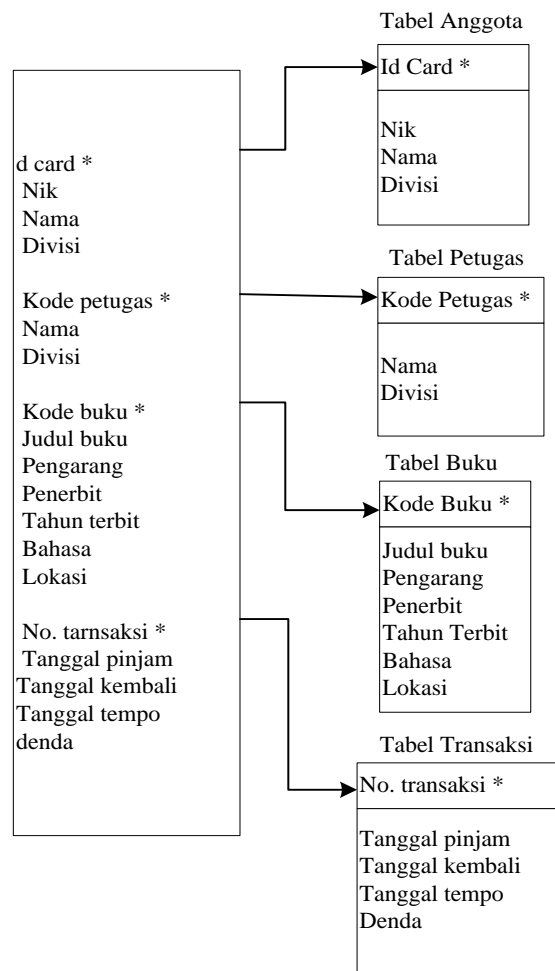 d card *
Nik
Nama
Divisi
Kode petugas *
Nama
Divisi
Kode buku *
Judul buku
Pengarang
Penerbit
Tahun terbit
Bahasa
Lokasi
No. tarnsaksi *
Tanggal pinjam
Tanggal kembali
Tanggal tempo
denda
Tabel Anggota
Id Card *
Nik
Nama
Divisi
Tabel Petugas
Kode Petugas *
Nama
Divisi
Tabel Buku
Kode Buku *
Judul buku
Pengarang
Penerbit
Tahun Terbit
Bahasa
Lokasi
Tabel Transaksi
No. transaksi *
Tanggal pinjam
Tanggal kembali
Tanggal tempo
Denda